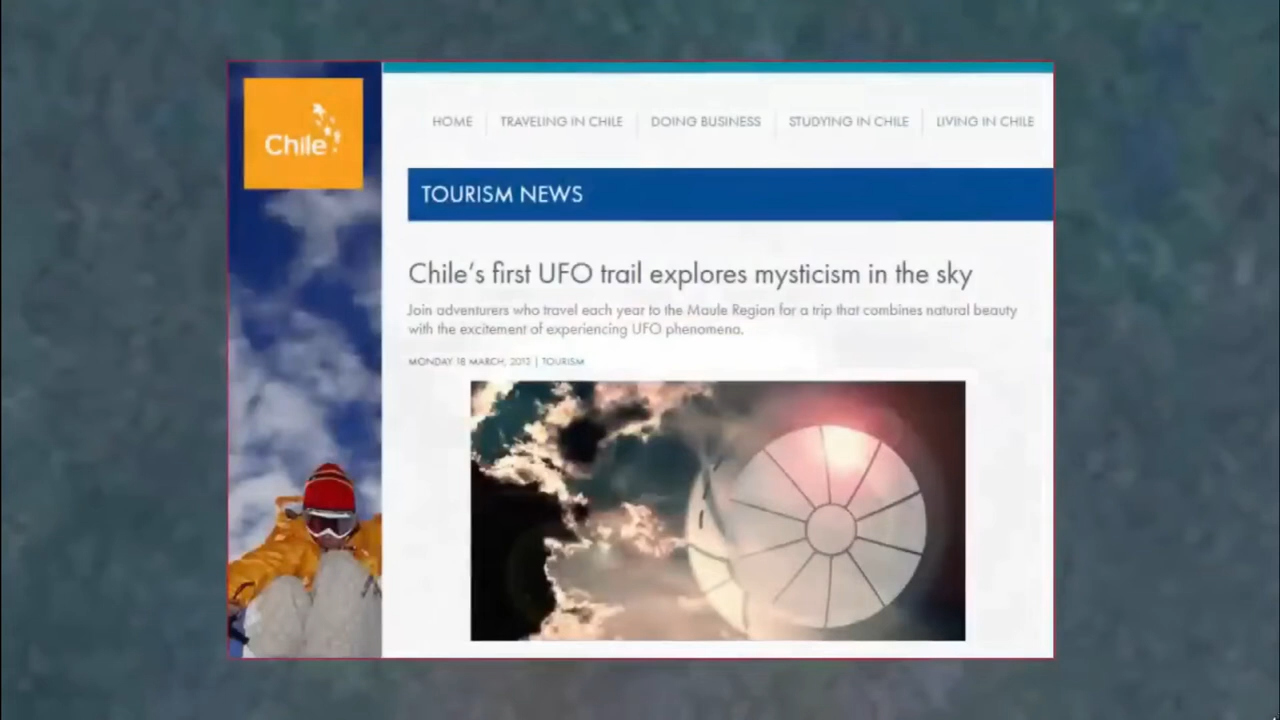 Chile
HOME
TRAVELING IN CHILE
DOING BUSINESS
STUDYING IN CHILE
LIVING IN CHILE
TOURISM NEWS
Chile's first UFO trail explores mysticism in the sky
Join adventurers who travel each year to the Maule Region for a trip that combines natural beauty
with the excitement of experiencing UFO phenomena.
MONDAY 18 MARCH, 2013 | TOURISM